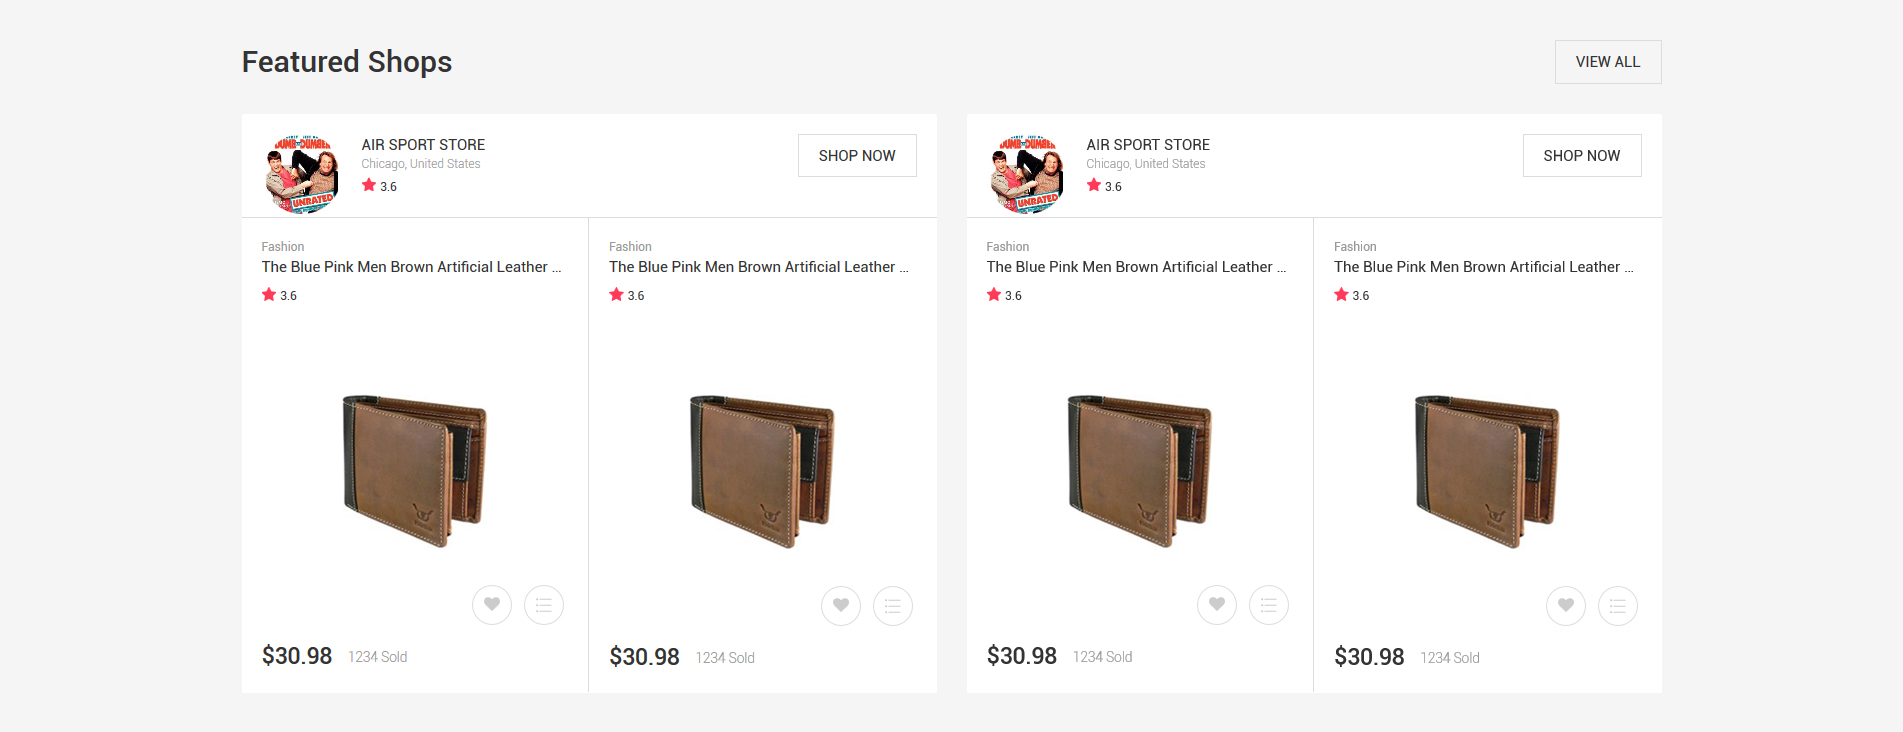 Featured Shops
VIEW ALL
DUMB DUMBER
UNRATED
AIR SPORT STORE
Chicago, United States
3.6
SHOP NOW
Fashion
The Blue Pink Men Brown Artificial Leather ...
3.6
$30.98
1234 Sold
Fashion
The Blue Pink Men Brown Artificial Leather ...
3.6
$30.98
1234 Sold
DUMB DUMBER
UNRATED
AIR SPORT STORE
Chicago, United States
3.6
SHOP NOW
Fashion
The Blue Pink Men Brown Artificial Leather ...
3.6
$30.98
1234 Sold
Fashion
The Blue Pink Men Brown Artificial Leather ...
3.6
$30.98
1234 Sold